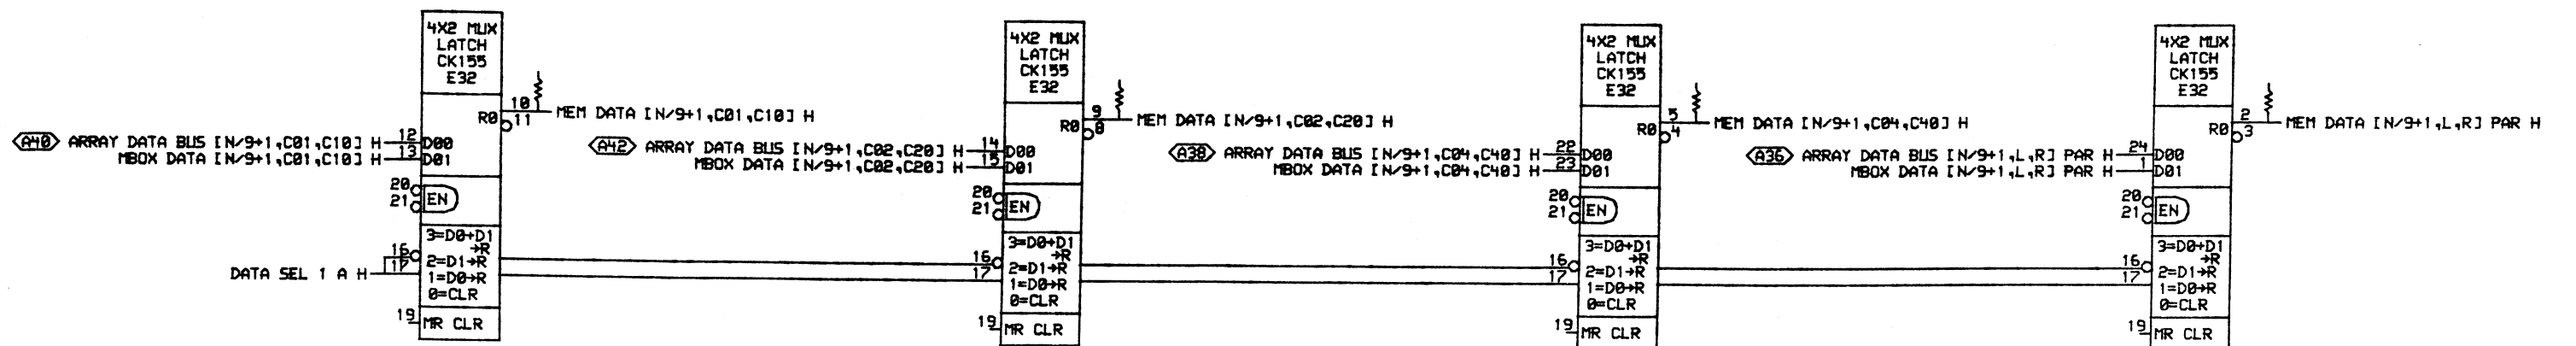 4X2 MUX
LATCH
CK155
E32
10
R0 11 MEM DATA [N/9+1,C01,C10] H
A40 ARRAY DATA BUS [N/9+1,C01,C10] H 12 D00
MBOX DATA [N/9+1,C01,C10] H 13 D01
20
21 EN
3=D0+D1
16 →R
17 2=D1→R
DATA SEL 1 A H 1=D0→R
0=CLR
19 MR CLR
4X2 MUX
LATCH
CK155
E32
9
R0 8 MEM DATA [N/9+1,C02,C20] H
A42 ARRAY DATA BUS [N/9+1,C02,C20] H 14 D00
MBOX DATA [N/9+1,C02,C20] H 15 D01
20
21 EN
3=D0+D1
16 →R
17 2=D1→R
1=D0→R
0=CLR
19 MR CLR
4X2 MUX
LATCH
CK155
E32
5
R0 4 MEM DATA [N/9+1,C04,C40] H
A38 ARRAY DATA BUS [N/9+1,C04,C40] H 22 D00
MBOX DATA [N/9+1,C04,C40] H 23 D01
20
21 EN
3=D0+D1
16 →R
17 2=D1→R
1=D0→R
0=CLR
19 MR CLR
4X2 MUX
LATCH
CK155
E32
2
R0 3 MEM DATA [N/9+1,L,R] PAR H
A36 ARRAY DATA BUS [N/9+1,L,R] PAR H 24 D00
MBOX DATA [N/9+1,L,R] PAR H 1 D01
20
21 EN
3=D0+D1
16 →R
17 2=D1→R
1=D0→R
0=CLR
19 MR CLR